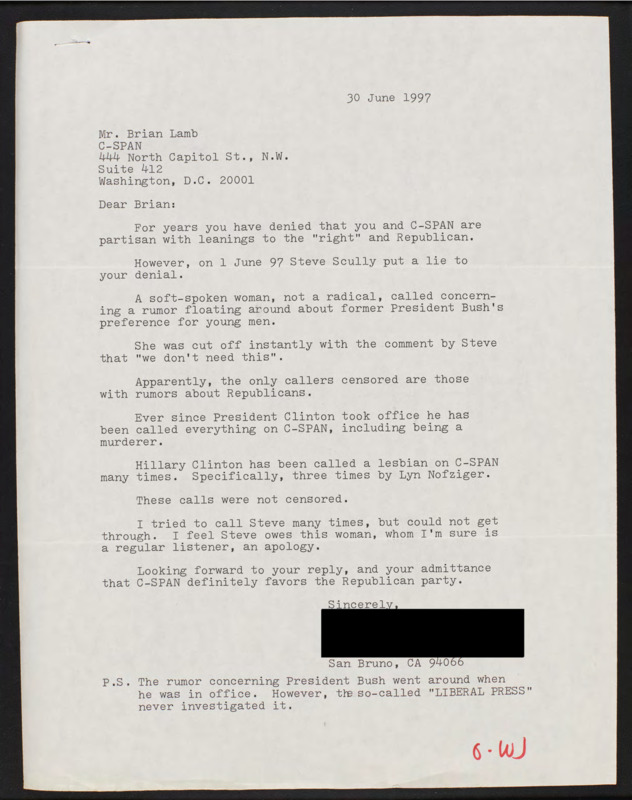 30 June 1997
Mr. Brian Lamb
C-SPAN
444 North Capitol St., N.W.
Suite 412
Washington, D.C. 20001
Dear Brian:
For years you have denied that you and C-SPAN are
partisan with leanings to the "right" and Republican.
However, on 1 June 97 Steve Scully put a lie to
your denial.
A soft-spoken woman, not a radical, called concern-
ing a rumor floating around about former President Bush's
preference for young men.
She was cut off instantly with the comment by Steve
that "we don't need this".
Apparently, the only callers censored are those
with rumors about Republicans.
Ever since President Clinton took office he has
been called everything on C-SPAN, including being a
murderer.
Hillary Clinton has been called a lesbian on C-SPAN
many times.  Specifically, three times by Lyn Nofziger.
These calls were not censored.
I tried to call Steve many times, but could not get
through.  I feel Steve owes this woman, whom I'm sure is
a regular listener, an apology.
Looking forward to your reply, and your admittance
that C-SPAN definitely favors the Republican party.
Sincerely,
San Bruno, CA 94066
P.S. The rumor concerning President Bush went around when
he was in office.  However, the so-called "LIBERAL PRESS"
never investigated it.